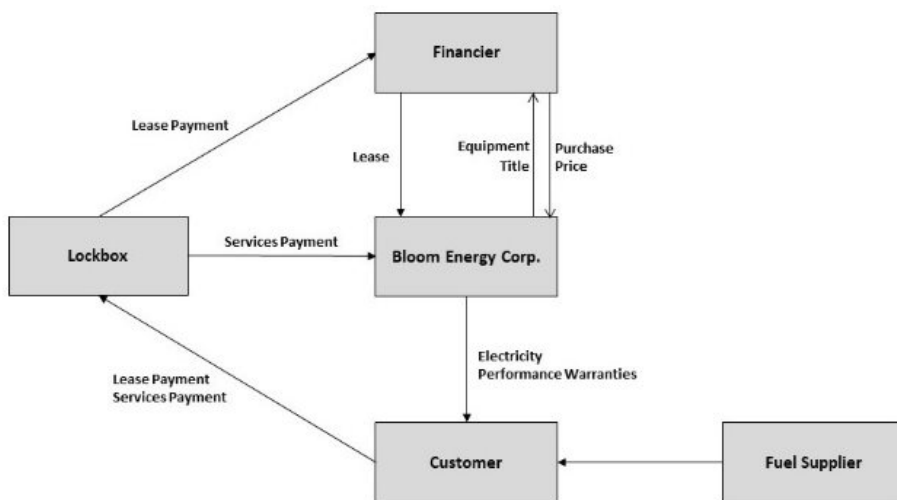 Financier
Lease Payment
Lease
Equipment
Title
Purchase
Price
Lockbox
Services Payment
Bloom Energy Corp.
Electricity
Performance Warranties
Lease Payment
Services Payment
Customer
Fuel Supplier